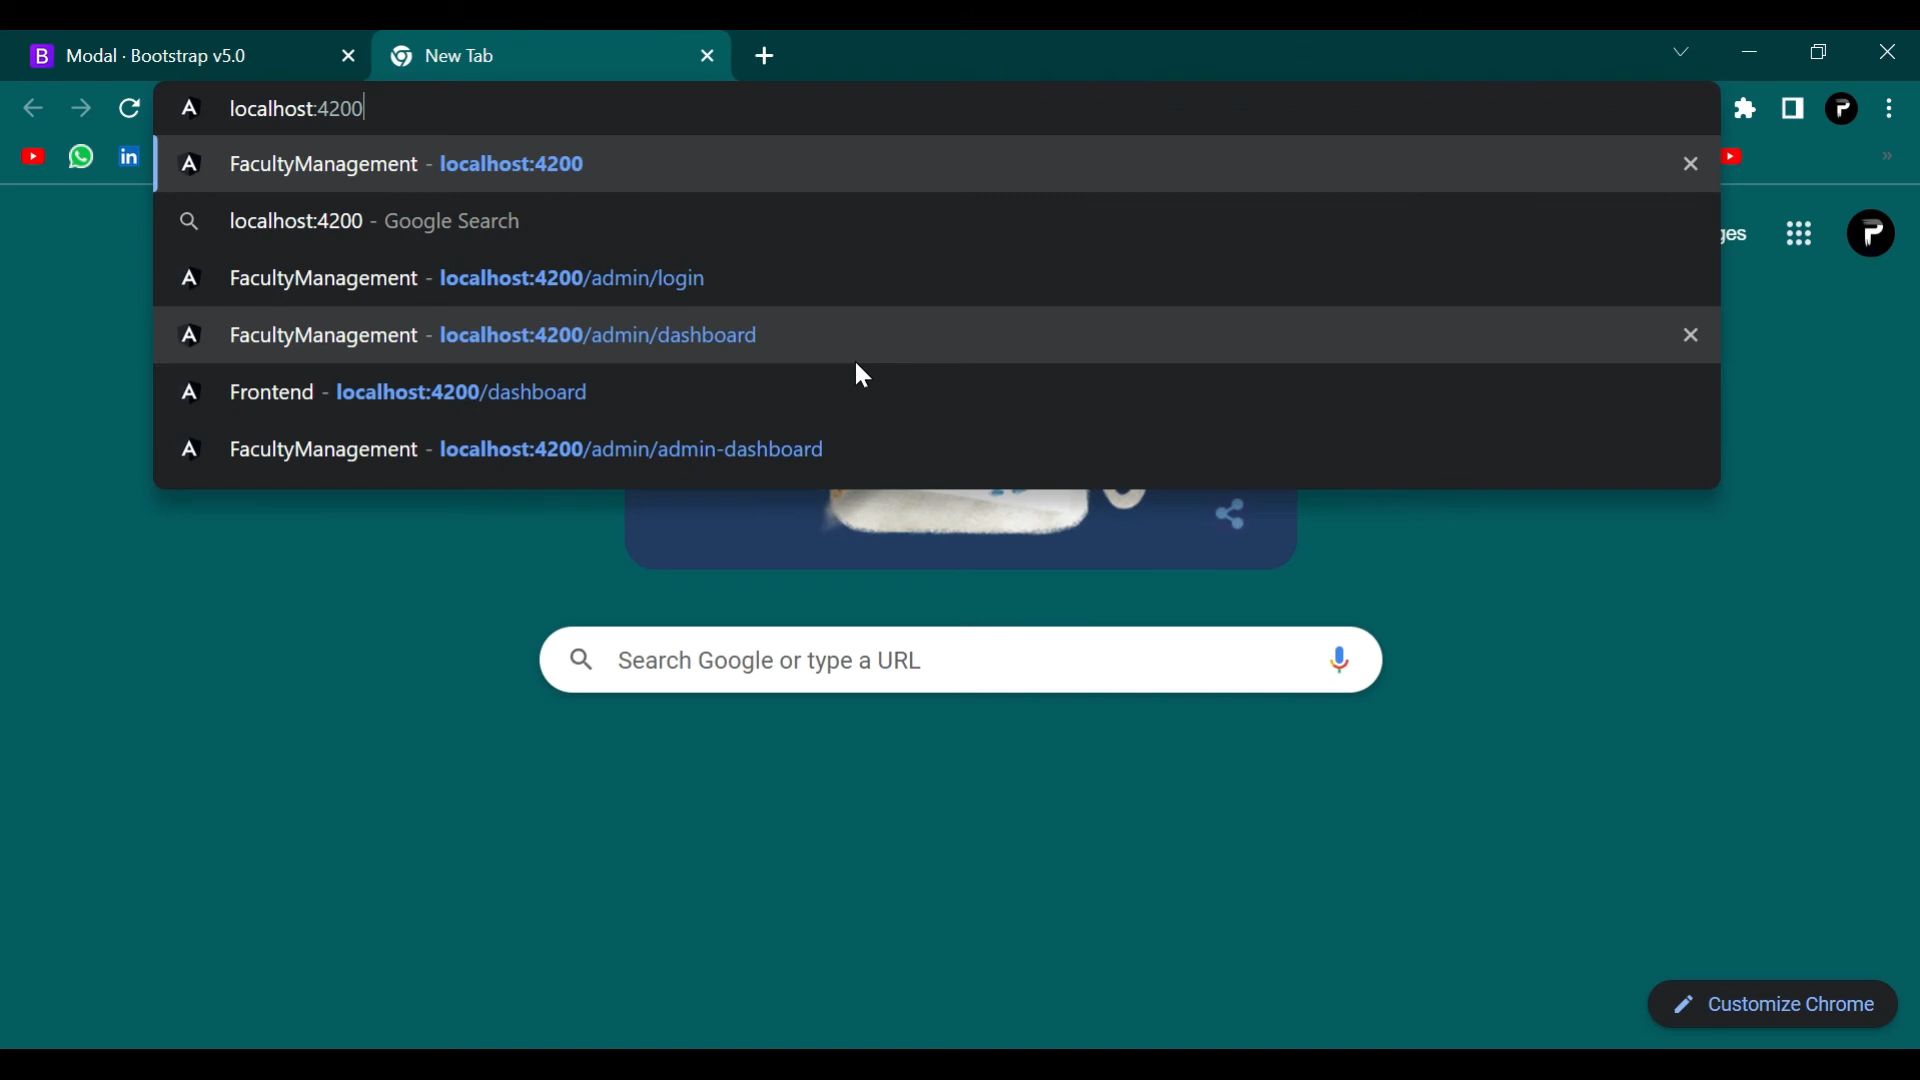 Modal · Bootstrap v5.0
New Tab
localhost:4200
FacultyManagement - localhost:4200
localhost:4200 - Google Search
ges
FacultyManagement - localhost:4200/admin/login
FacultyManagement - localhost:4200/admin/dashboard
Frontend - localhost:4200/dashboard
FacultyManagement - localhost:4200/admin/admin-dashboard
Search Google or type a URL
Customize Chrome